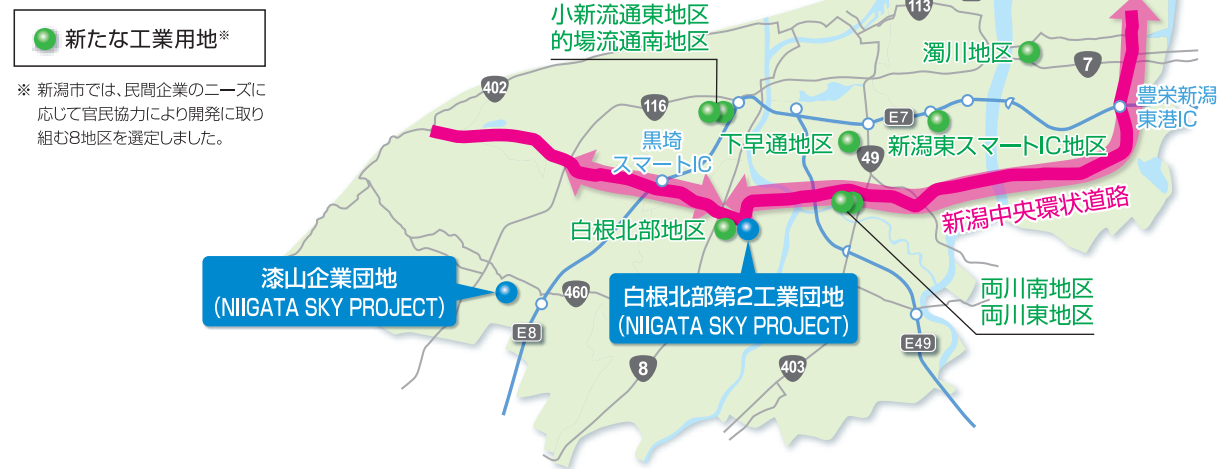 新たな工業用地※
※ 新潟市では、民間企業のニーズに
応じて官民協力により開発に取り
組む8地区を選定しました。
小新流通東地区
的場流通南地区
113
濁川地区
7
402
116
豊栄新潟
東港IC
E7
黒埼
スマートIC
下早通地区
新潟東スマートIC地区
49
新潟中央環状道路
白根北部地区
漆山企業団地
(NIIGATA SKY PROJECT)
460
白根北部第2工業団地
(NIIGATA SKY PROJECT)
両川南地区
両川東地区
E8
E49
8
403